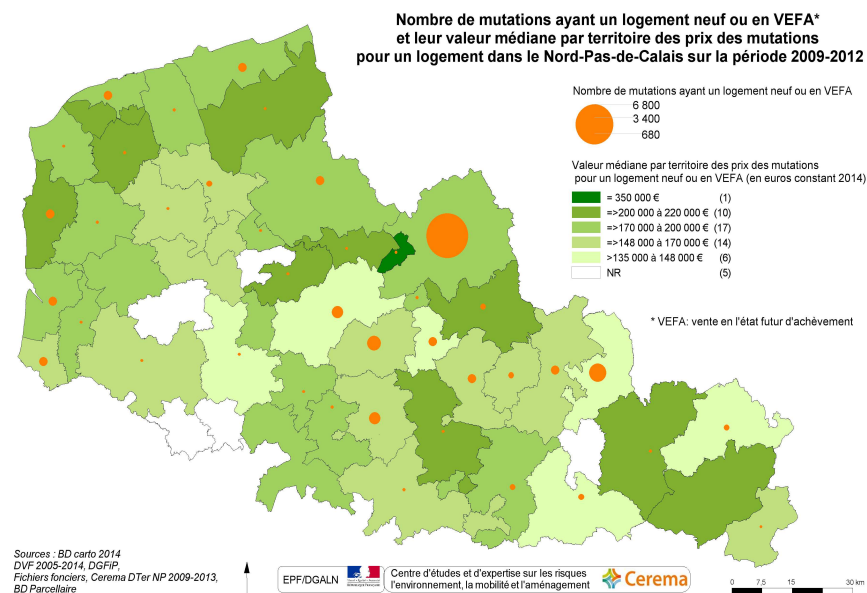 Nombre de mutations ayant un logement neuf ou en VEFA*
et leur valeur médiane par territoire des prix des mutations
pour un logement dans le Nord-Pas-de-Calais sur la période 2009-2012
Nombre de mutations ayant un logement neuf ou en VEFA
6 800
3 400
680
Valeur médiane par territoire des prix des mutations
pour un logement neuf ou en VEFA (en euros constant 2014)
= 350 000 € (1)
=>200 000 à 220 000 € (10)
=>170 000 à 200 000 € (17)
=>148 000 à 170 000 € (14)
>135 000 à 148 000 € (6)
NR (5)
* VEFA: vente en l'état futur d'achèvement
Sources : BD carto 2014
DVF 2005-2014, DGFiP,
Fichiers fonciers, Cerema DTer NP 2009-2013,
BD Parcellaire
EPF/DGALN
Centre d'études et d'expertise sur les risques
l'environnement, la mobilité et l'aménagement
Cerema
0 7,5 15 30 km